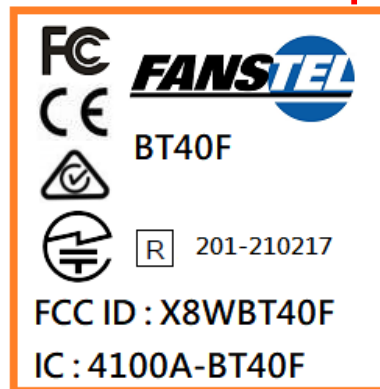 FC
FANSTEL
CE
BT40F
R 201-210217
FCC ID : X8WBT40F
IC : 4100A-BT40F